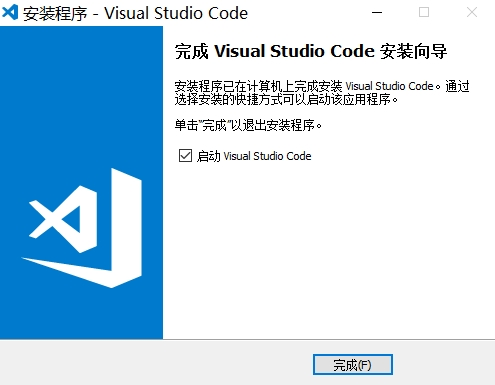 安装程序 - Visual Studio Code
完成 Visual Studio Code 安装向导
安装程序已在计算机上完成安装 Visual Studio Code。通过
选择安装的快捷方式可以启动该应用程序。
单击"完成"以退出安装程序。
启动 Visual Studio Code
完成(F)